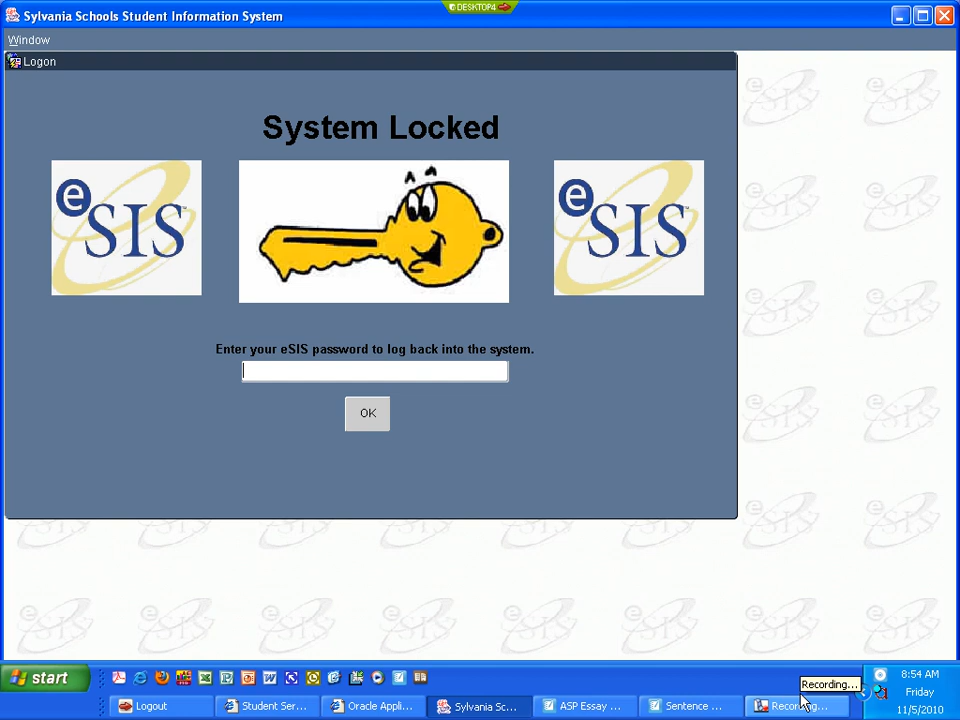 DESKTOP4
Sylvania Schools Student Information System
Window
Logon
System Locked
eSIS™
eSIS™
Enter your eSIS password to log back into the system.
OK
Recording...
start
8:54 AM
Friday
11/5/2010
Logout
Student Ser...
Oracle Appli...
Sylvania Sc...
ASP Essay ...
Sentence ...
Recording...